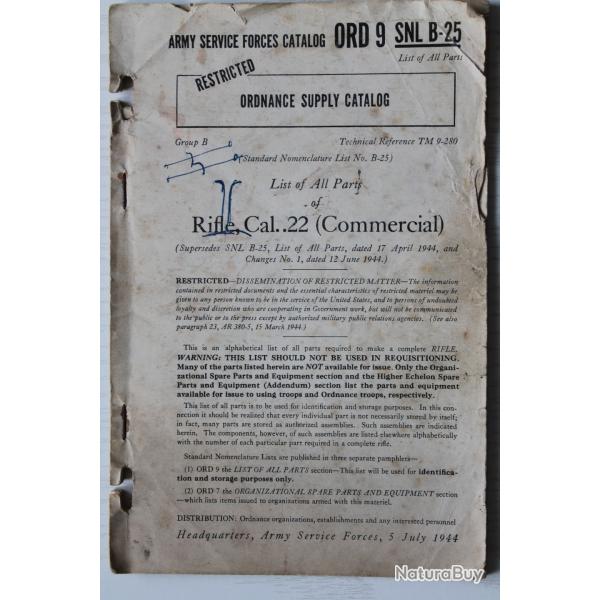 ARMY SERVICE FORCES CATALOG ORD 9 SNL B-25
List of All Parts
RESTRICTED
ORDNANCE SUPPLY CATALOG
Group B Technical Reference TM 9-280
(Standard Nomenclature List No. B-25)
List of All Parts
of
Rifle, Cal..22 (Commercial)
(Supersedes SNL B-25, List of All Parts, dated 17 April 1944, and
Changes No. 1, dated 12 June 1944.)
RESTRICTED—DISSEMINATION OF RESTRICTED MATTER—The information
contained in restricted documents and the essential characteristics of restricted materiel may be
given to any person known to be in the service of the United States, and to persons of undoubted
loyalty and discretion who are cooperating in Government work, but will not be communicated
to the public or to the press except by authorized military public relations agencies. (See also
paragraph 23, AR 380-5, 15 March 1944.)
This is an alphabetical list of all parts required to make a complete RIFLE.
WARNING: THIS LIST SHOULD NOT BE USED IN REQUISITIONING.
Many of the parts listed herein are NOT available for issue. Only the Organi-
zational Spare Parts and Equipment section and the Higher Echelon Spare
Parts and Equipment (Addendum) section list the parts and equipment
available for issue to using troops and Ordnance troops, respectively.
This list of all parts is to be used for identification and storage purposes. In this con-
nection it should be realized that every individual part is not necessarily stored by itself;
in fact, many parts are stored as authorized assemblies. Such assemblies are indicated
herein. The components, however, of such assemblies are listed elsewhere alphabetically
with the number of each particular part required in a complete rifle.
Standard Nomenclature Lists are published in three separate pamphlets—
(1) ORD 9 the LIST OF ALL PARTS section—This list will be used for identifica-
tion and storage purposes only.
(2) ORD 7 the ORGANIZATIONAL SPARE PARTS AND EQUIPMENT section
—which lists items issued to organizations armed with this materiel.
DISTRIBUTION: Ordnance organizations, establishments and any interested personnel
Headquarters, Army Service Forces, 5 July 1944
NaturaBuy